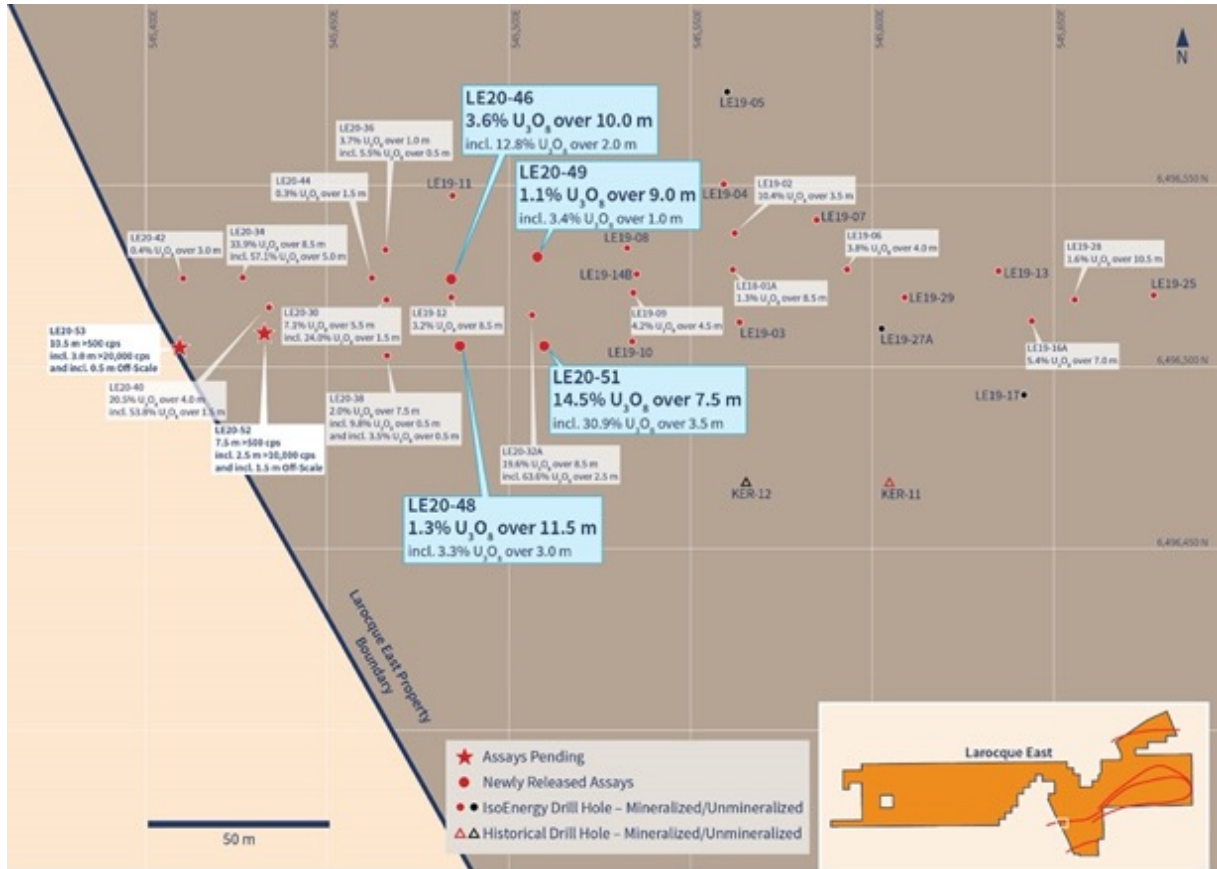 545,400 E
545,450 E
545,500 E
545,550 E
545,600 E
545,650 E
N
LE20-46
3.6% U₃O₈ over 10.0 m
incl. 12.8% U₃O₈ over 2.0 m
LE19-05
LE20-36
3.7% U₃O₈ over 1.0 m
incl. 5.5% U₃O₈ over 0.5 m
LE20-49
1.1% U₃O₈ over 9.0 m
incl. 3.4% U₃O₈ over 1.0 m
LE20-44
0.3% U₃O₈ over 1.5 m
LE19-11
LE19-04
LE19-02
10.4% U₃O₈ over 3.5 m
6,496,550 N
LE19-07
LE20-42
0.4% U₃O₈ over 3.0 m
LE20-34
33.9% U₃O₈ over 8.5 m
incl. 57.1% U₃O₈ over 5.0 m
LE19-08
LE19-06
3.8% U₃O₈ over 4.0 m
LE19-28
1.6% U₃O₈ over 10.5 m
LE19-14B
LE18-01A
1.3% U₃O₈ over 8.5 m
LE19-13
LE19-25
LE19-29
LE20-30
7.1% U₃O₈ over 5.5 m
incl. 24.0% U₃O₈ over 1.5 m
LE19-12
3.2% U₃O₈ over 8.5 m
LE19-09
4.2% U₃O₈ over 4.5 m
LE19-03
LE19-27A
LE20-53
10.5 m >500 cps
incl. 3.0 m >20,000 cps
and incl. 0.5 m Off-Scale
LE19-10
LE19-16A
5.4% U₃O₈ over 7.0 m
6,496,500 N
LE20-40
20.5% U₃O₈ over 4.0 m
incl 53.8% U₃O₈ over 1.5 m
LE20-38
2.0% U₃O₈ over 7.5 m
incl. 9.8% U₃O₈ over 0.5 m
and incl. 3.5% U₃O₈ over 0.5 m
LE20-51
14.5% U₃O₈ over 7.5 m
incl. 30.9% U₃O₈ over 3.5 m
LE19-17
LE20-52
7.5 m >500 cps
incl. 2.5 m >10,000 cps
and incl. 1.5 m Off-Scale
LE20-32A
19.6% U₃O₈ over 8.5 m
incl 63.6% U₃O₈ over 2.5 m
KER-12
KER-11
LE20-48
1.3% U₃O₈ over 11.5 m
incl. 3.3% U₃O₈ over 3.0 m
6,496,450 N
Larocque East Property
Boundary
Assays Pending
Newly Released Assays
IsoEnergy Drill Hole – Mineralized/Unmineralized
Historical Drill Hole – Mineralized/Unmineralized
50 m
Larocque East